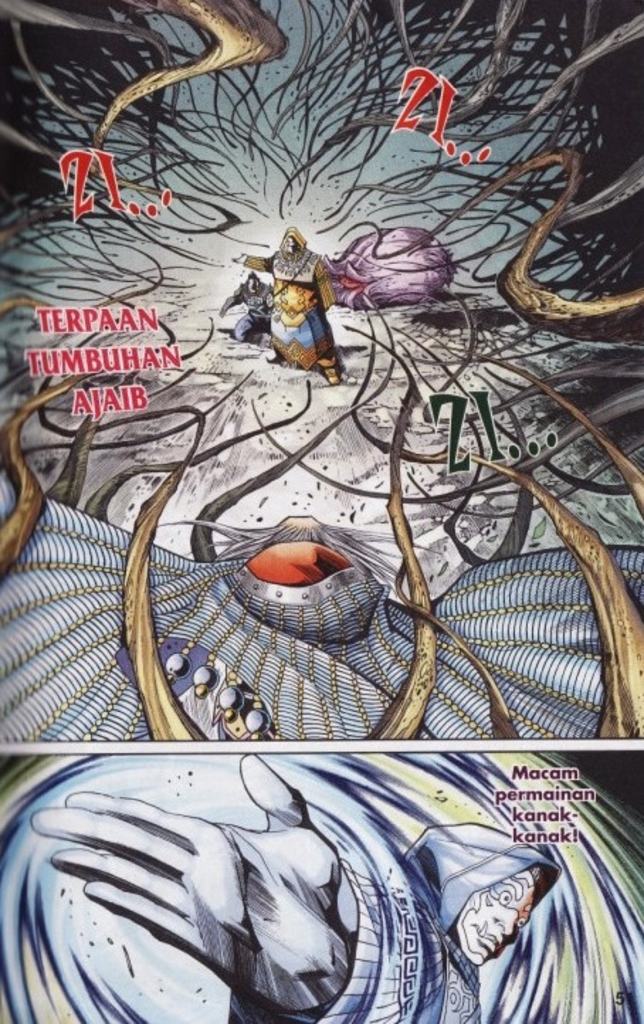 ZI...
ZI...
TERPAAN
TUMBUHAN
AJAIB
ZI...
Macam
permainan
kanak-
kanak!
5